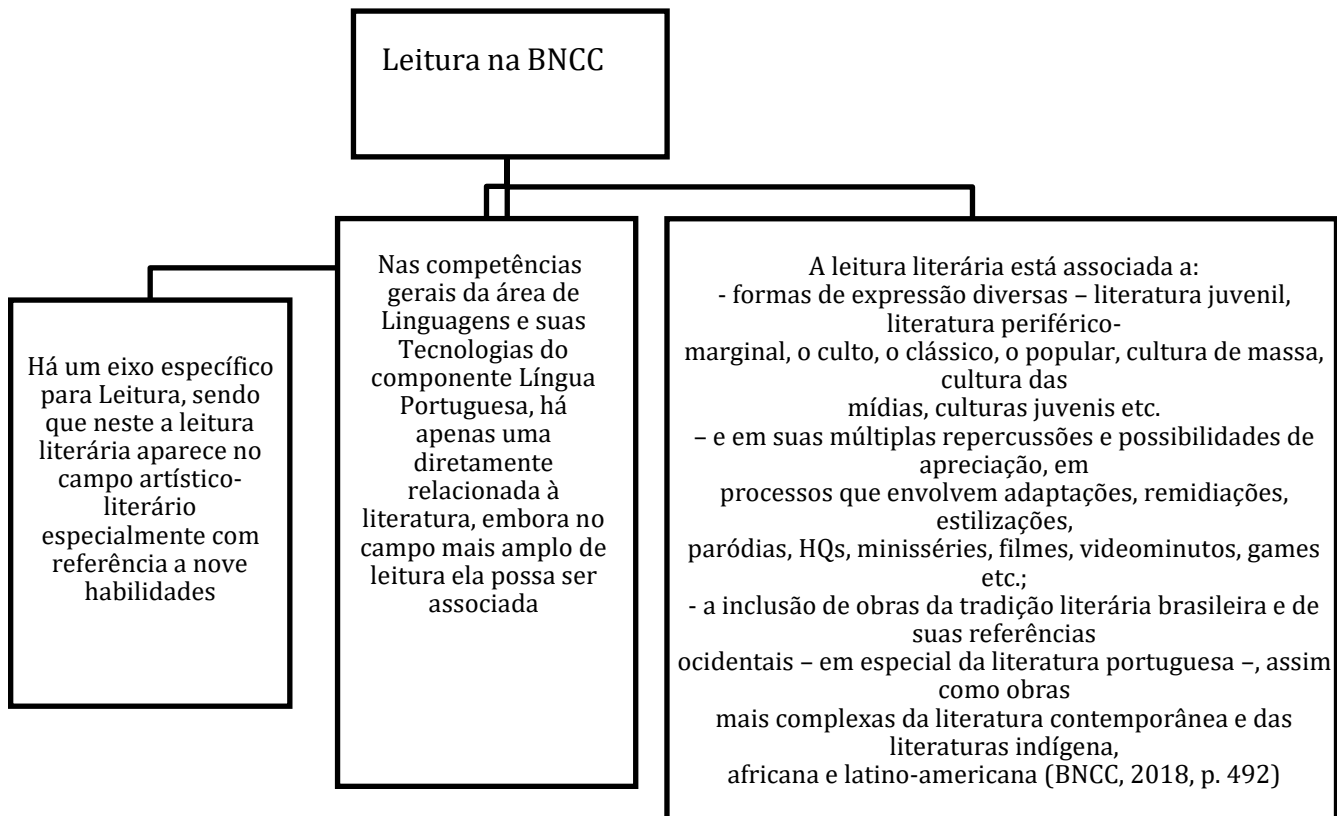 Leitura na BNCC
Há um eixo específico
para Leitura, sendo
que neste a leitura
literária aparece no
campo artístico-
literário
especialmente com
referência a nove
habilidades
Nas competências
gerais da área de
Linguagens e suas
Tecnologias do
componente Língua
Portuguesa, há
apenas uma
diretamente
relacionada à
literatura, embora no
campo mais amplo de
leitura ela possa ser
associada
A leitura literária está associada a:
- formas de expressão diversas – literatura juvenil,
literatura periférico-
marginal, o culto, o clássico, o popular, cultura de massa,
cultura das
mídias, culturas juvenis etc.
– e em suas múltiplas repercussões e possibilidades de
apreciação, em
processos que envolvem adaptações, remidiações,
estilizações,
paródias, HQs, minisséries, filmes, videominutos, games
etc.;
- a inclusão de obras da tradição literária brasileira e de
suas referências
ocidentais – em especial da literatura portuguesa –, assim
como obras
mais complexas da literatura contemporânea e das
literaturas indígena,
africana e latino-americana (BNCC, 2018, p. 492)